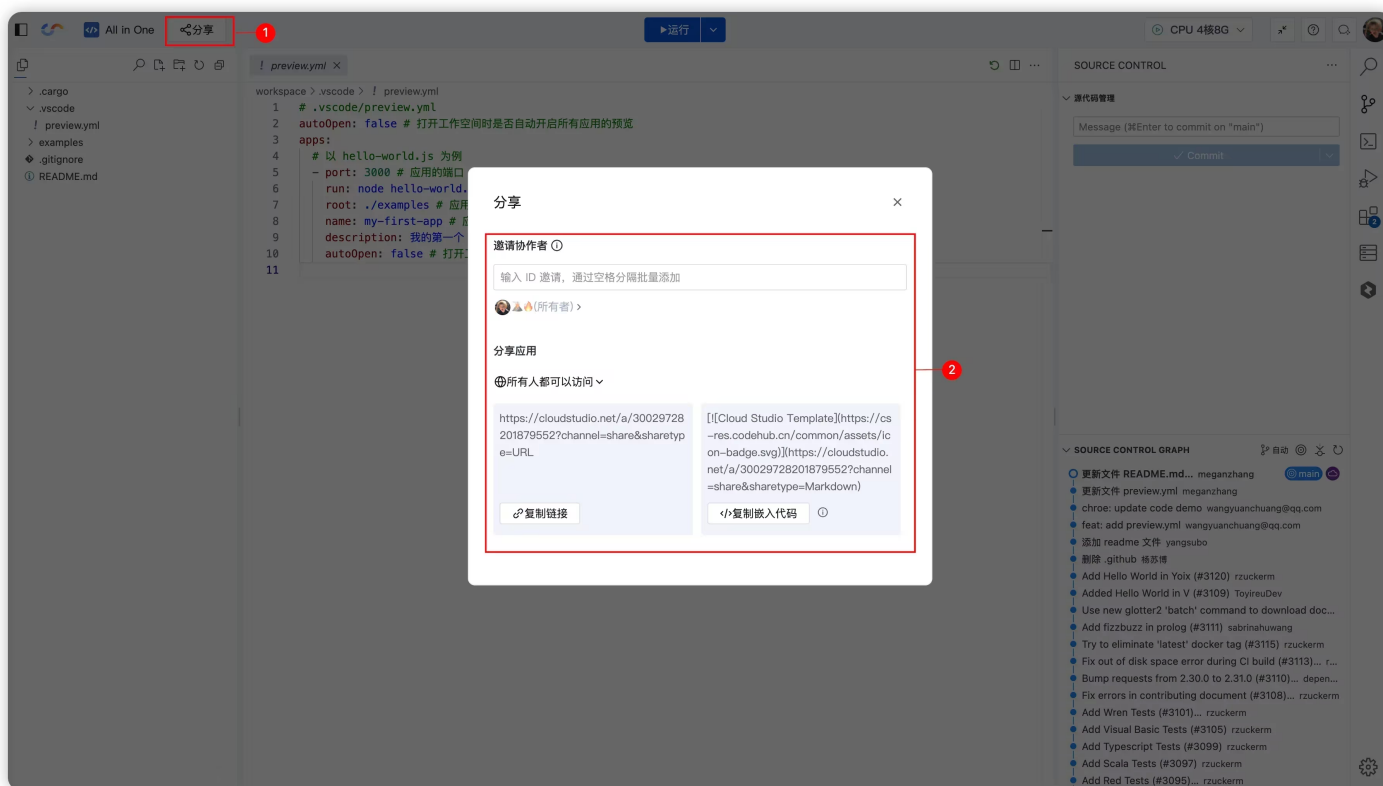 All in One
分享
1
运行
CPU 4核8G
! preview.yml
SOURCE CONTROL
.cargo
.vscode
! preview.yml
examples
.gitignore
README.md
workspace > .vscode > ! preview.yml
1 # .vscode/preview.yml
2 autoOpen: false # 打开工作空间时是否自动开启所有应用的预览
3 apps:
4 # 以 hello-world.js 为例
5 - port: 3000 # 应用的端口
6 run: node hello-world.
7 root: ./examples # 应用
8 name: my-first-app #
9 description: 我的第一个
10 autoOpen: false # 打开
11
源代码管理
Message (⌘Enter to commit on "main")
Commit
2
分享
邀请协作者
输入 ID 邀请，通过空格分隔批量添加
(所有者) >
分享应用
所有人都可以访问
https://cloudstudio.net/a/30029728
201879552?channel=share&sharetyp
e=URL
复制链接
[![Cloud Studio Template](https://cs
-res.codehub.cn/common/assets/ic
on-badge.svg)](https://cloudstudio.
net/a/30029728201879552?channel
=share&sharetype=Markdown)
</>复制嵌入代码
2
SOURCE CONTROL GRAPH
自动
更新文件 README.md... meganzhang
main
更新文件 preview.yml meganzhang
chroe: update code demo wangyuanchuang@qq.com
feat: add preview.yml wangyuanchuang@qq.com
添加 readme 文件 yangsubo
删除 .github 杨苏博
Add Hello World in Yoix (#3120) rzuckerm
Added Hello World in V (#3109) ToyireuDev
Use new glotter2 'batch' command to download doc...
Add fizzbuzz in prolog (#3111) sabrinahuwang
Try to eliminate 'latest' docker tag (#3115) rzuckerm
Fix out of disk space error during CI build (#3113)... r...
Bump requests from 2.30.0 to 2.31.0 (#3110)... depen...
Fix errors in contributing document (#3108)... rzuckerm
Add Wren Tests (#3101)... rzuckerm
Add Visual Basic Tests (#3105) rzuckerm
Add Typescript Tests (#3099) rzuckerm
Add Scala Tests (#3097) rzuckerm
Add Red Tests (#3095)... rzuckerm